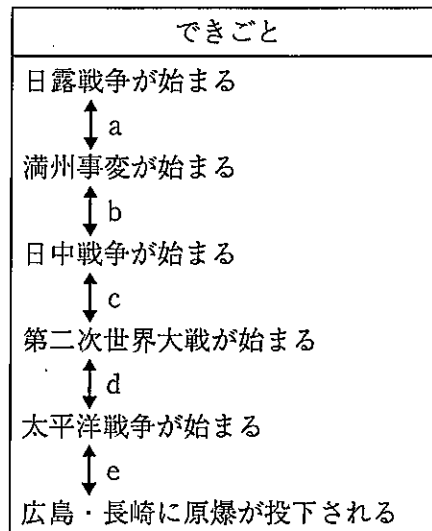 できごと
日露戦争が始まる
a
満州事変が始まる
b
日中戦争が始まる
c
第二次世界大戦が始まる
d
太平洋戦争が始まる
e
広島・長崎に原爆が投下される